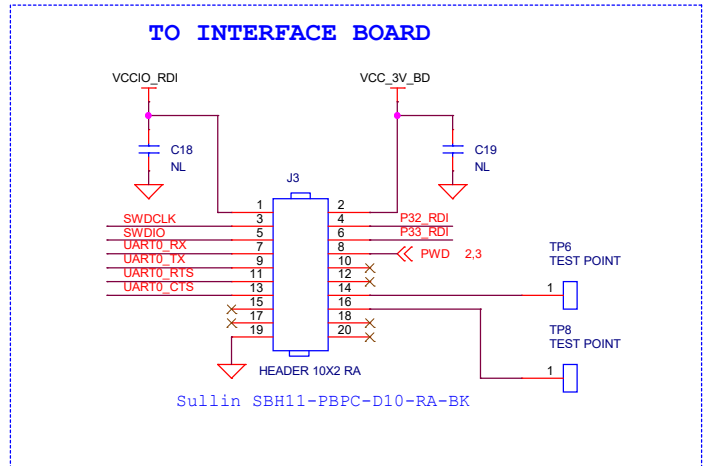 TO INTERFACE BOARD
VCCIO_RDI VCC_3V_BD
C18 NL
C19 NL
J3
1 2
SWDCLK 3 4 P32_RDI
SWDIO 5 6 P33_RDI
UART0_RX 7 8 PWD 2,3
UART0_TX 9 10
UART0_RTS 11 12
UART0_CTS 13 14
15 16
17 18
19 20
TP6
TEST POINT
1
TP8
TEST POINT
1
HEADER 10X2 RA
Sullin SBH11-PBPC-D10-RA-BK